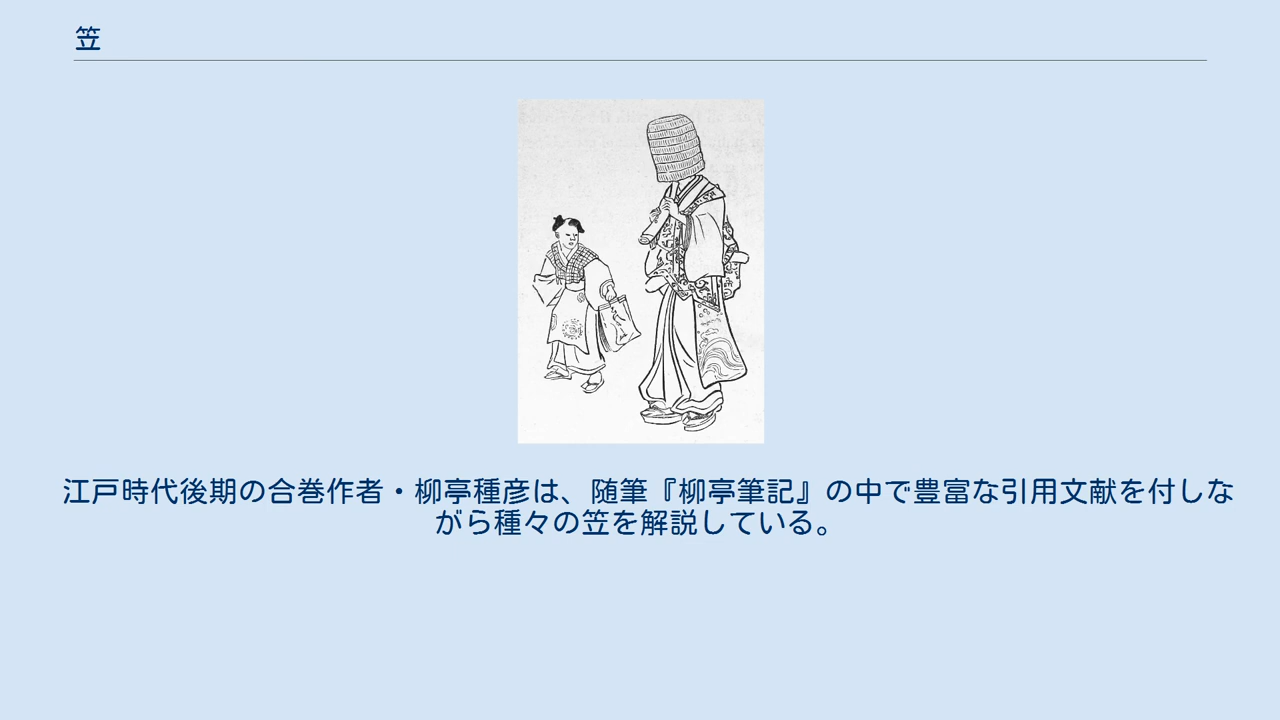 笠
江戸時代後期の合巻作者・柳亭種彦は、随筆『柳亭筆記』の中で豊富な引用文献を付しな
がら種々の笠を解説している。